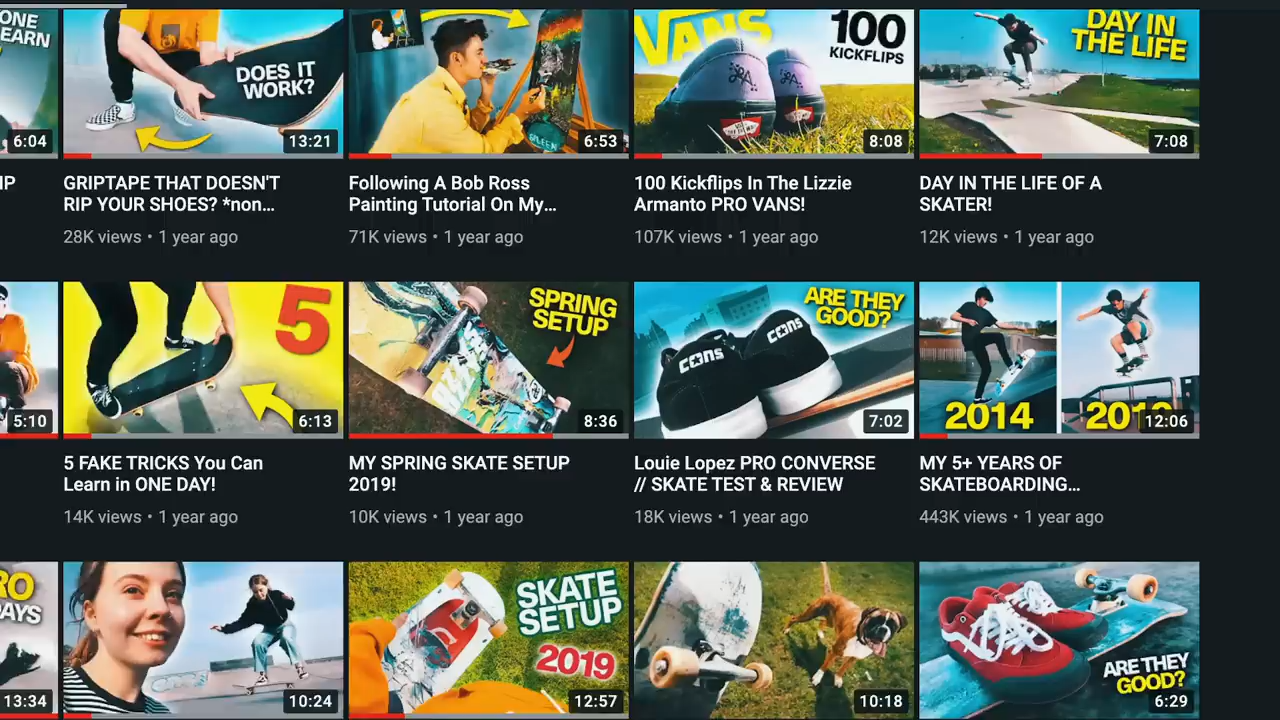 ONE
LEARN
6:04
DOES IT
WORK?
13:21
6:53
VANS
100
KICKFLIPS
8:08
DAY IN
THE LIFE
7:08
GRIPTAPE THAT DOESN'T
RIP YOUR SHOES? *non…
28K views • 1 year ago
Following A Bob Ross
Painting Tutorial On My…
71K views • 1 year ago
100 Kickflips In The Lizzie
Armanto PRO VANS!
107K views • 1 year ago
DAY IN THE LIFE OF A
SKATER!
12K views • 1 year ago
5:10
5
6:13
SPRING
SETUP
8:36
ARE THEY
GOOD?
CONS
CONS
7:02
2014
12:06
5 FAKE TRICKS You Can
Learn in ONE DAY!
14K views • 1 year ago
MY SPRING SKATE SETUP
2019!
10K views • 1 year ago
Louie Lopez PRO CONVERSE
// SKATE TEST & REVIEW
18K views • 1 year ago
MY 5+ YEARS OF
SKATEBOARDING…
443K views • 1 year ago
13:34
10:24
SKATE
SETUP
2019
12:57
10:18
ARE THEY
GOOD?
6:29